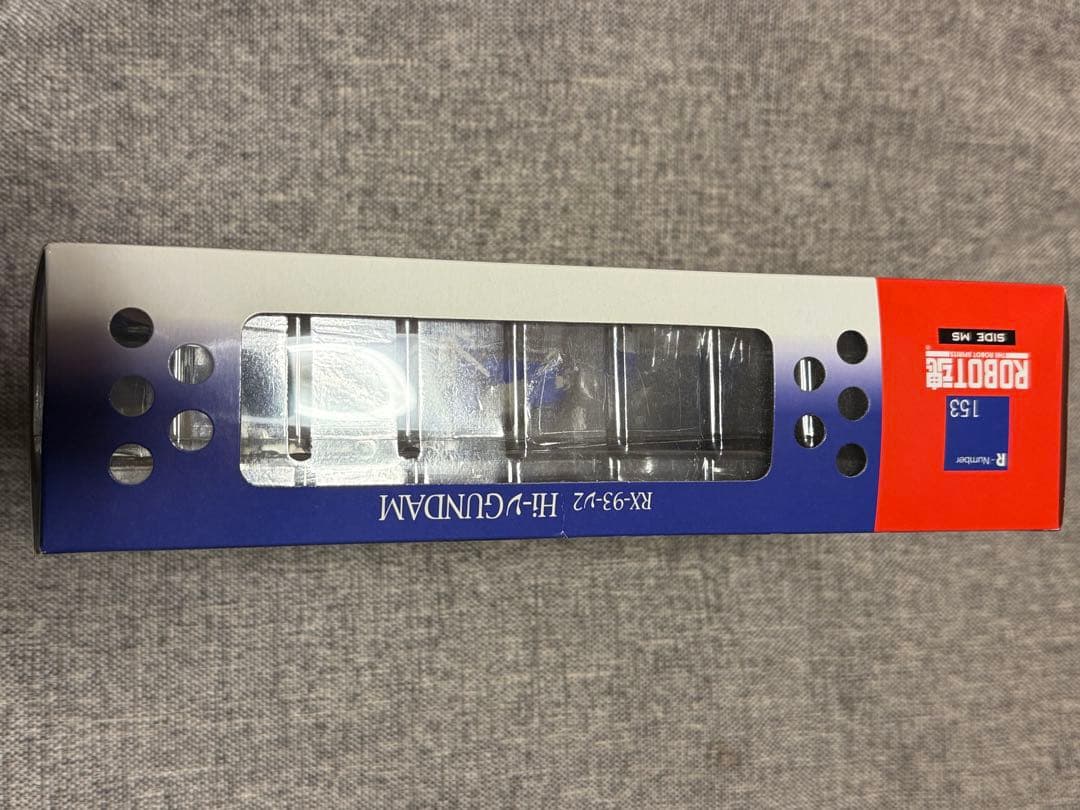 R-Number
153
ROBOT魂
THE ROBOT SPIRITS
SIDE MS
RX-93-ν2 Hi-νGUNDAM